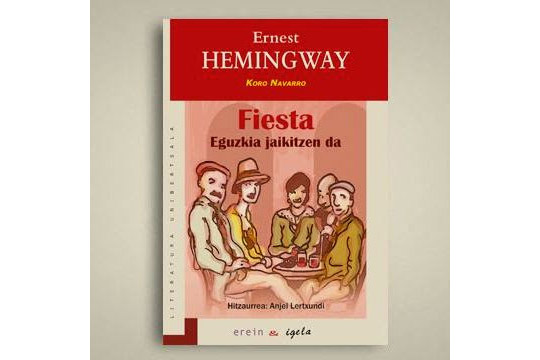 Ernest
HEMINGWAY
KORO NAVARRO
Fiesta
Eguzkia jaikitzen da
LITERATURA UNIBERTSALA
Hitzaurrea: Anjel Lertxundi
erein & igela